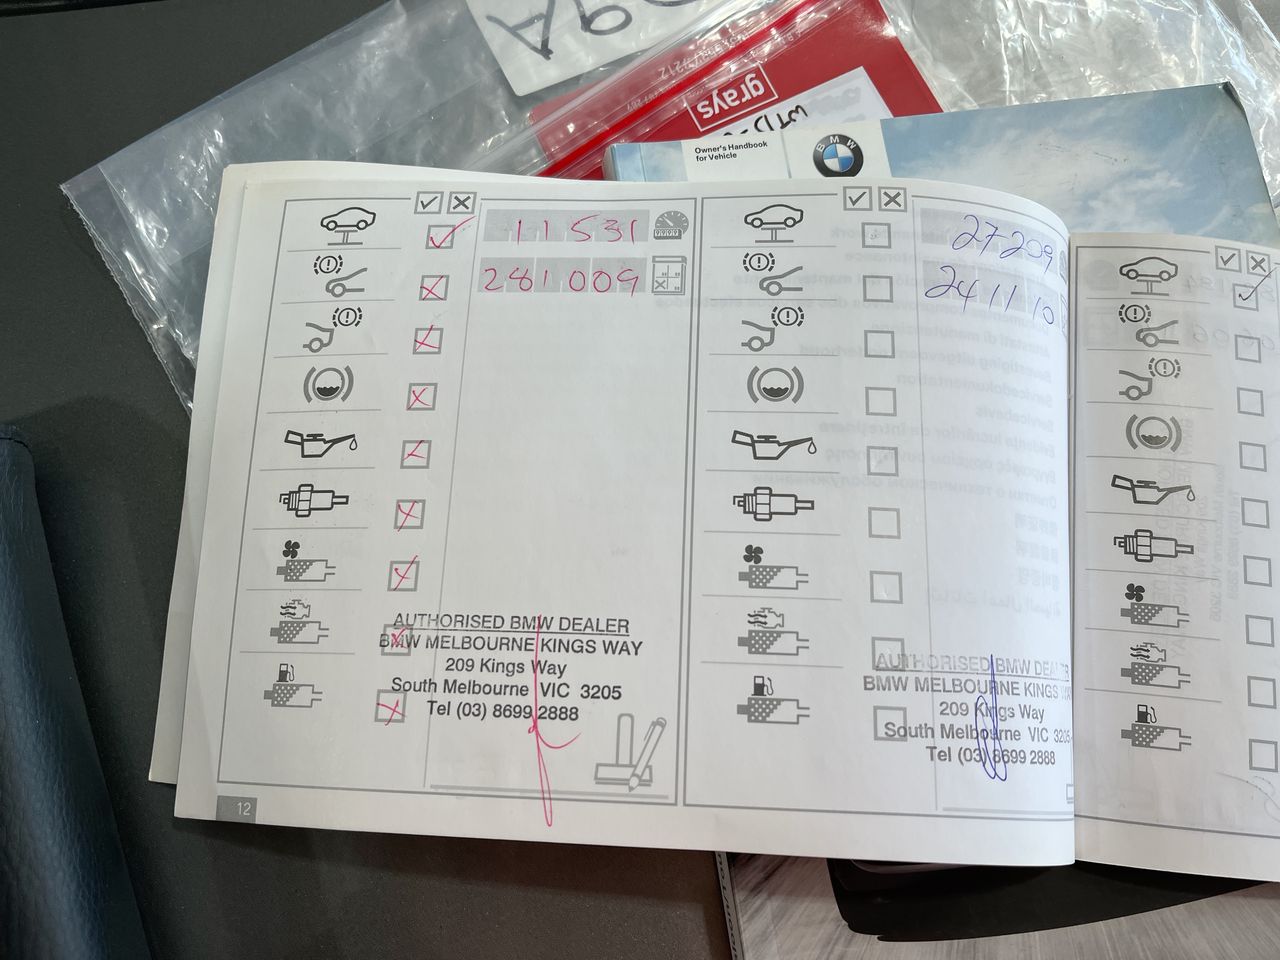 Owner's Handbook
for Vehicle
BMW
grays
11531
281009
AUTHORISED BMW DEALER
BMW MELBOURNE KINGS WAY
209 Kings Way
South Melbourne VIC 3205
Tel (03) 8699 2888
12
27209
241110
AUTHORISED BMW DEALER
BMW MELBOURNE KINGS
209 Kings Way
South Melbourne VIC 3205
Tel (03) 8699 2888